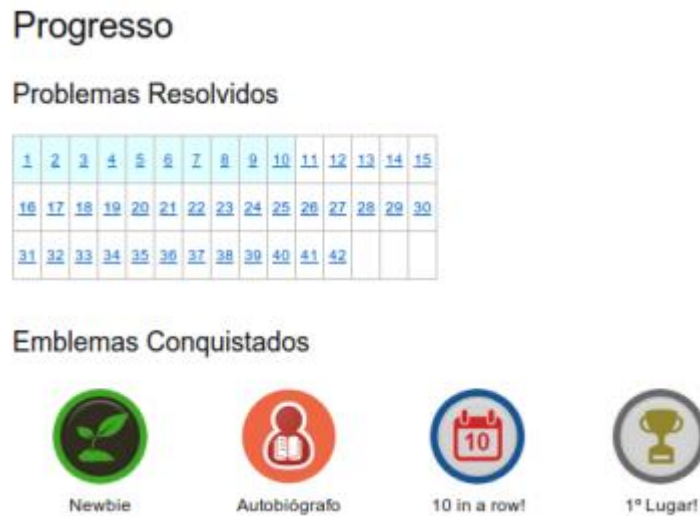 Progresso
Problemas Resolvidos
1 2 3 4 5 6 7 8 9 10 11 12 13 14 15
16 17 18 19 20 21 22 23 24 25 26 27 28 29 30
31 32 33 34 35 36 37 38 39 40 41 42
Emblemas Conquistados
10
Newbie Autobiógrafo 10 in a row! 1º Lugar!